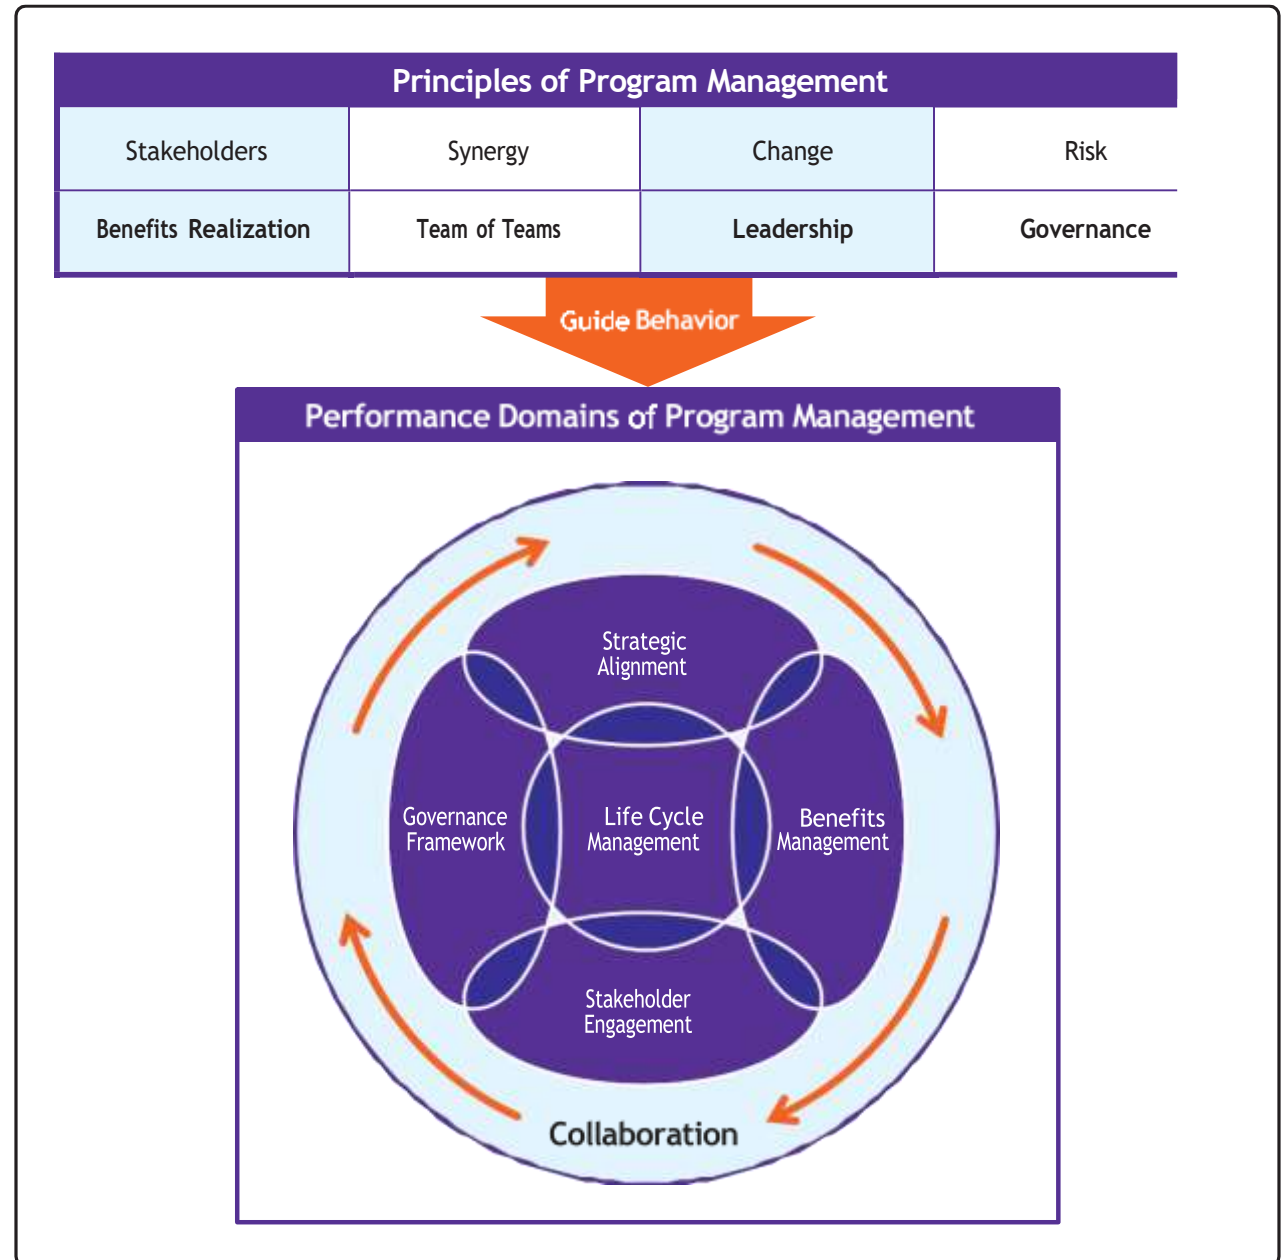 Principles of Program Management
Stakeholders Synergy Change Risk
Benefits Realization Team of Teams Leadership Governance
Guide Behavior
Performance Domains of Program Management
Strategic
Alignment
Governance
Framework
Life Cycle
Management
Benefits
Management
Stakeholder
Engagement
Collaboration